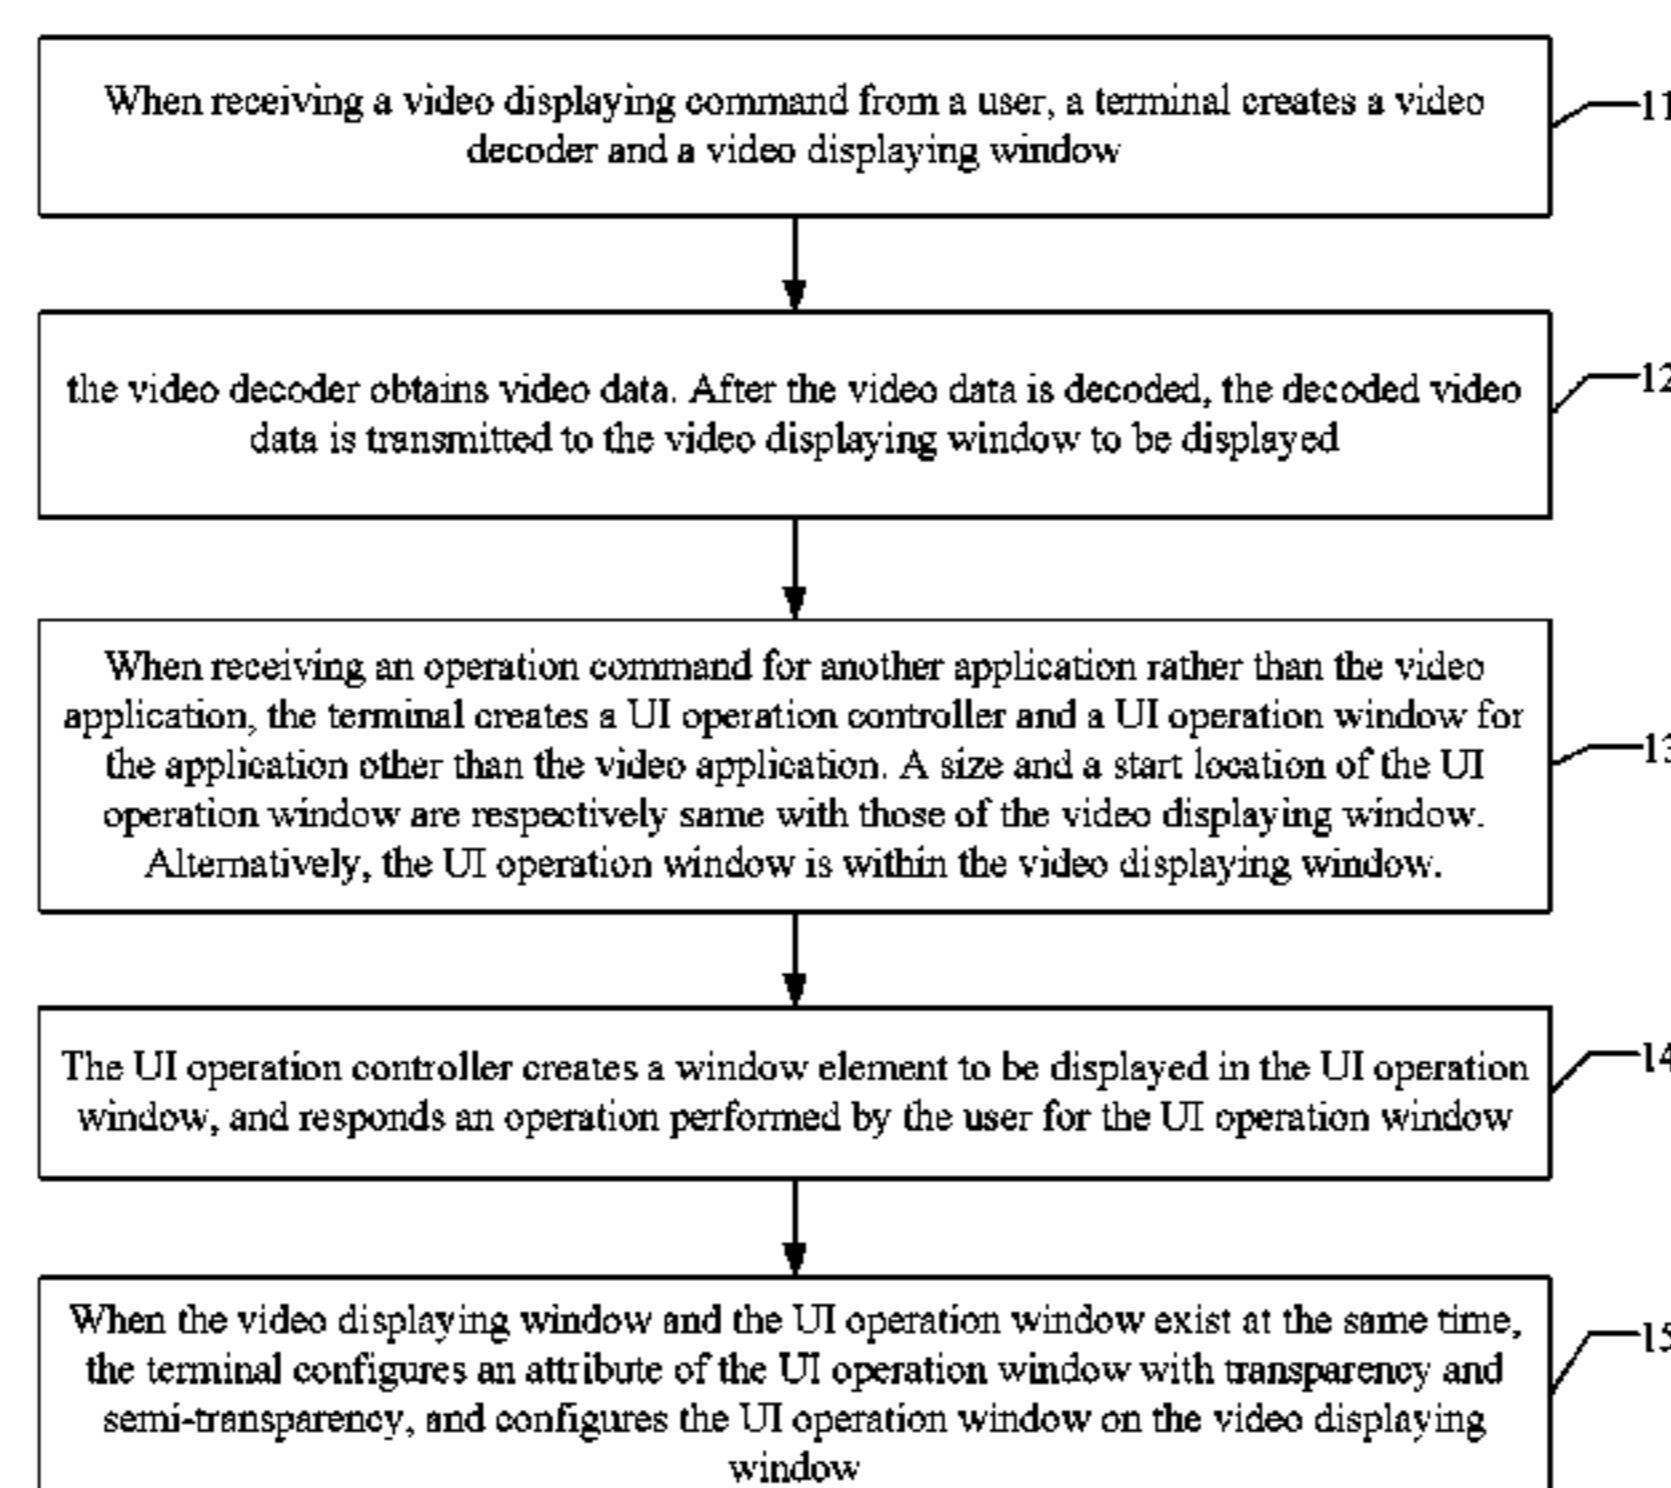 When receiving a video displaying command from a user, a terminal creates a video
decoder and a video displaying window
11
the video decoder obtains video data. After the video data is decoded, the decoded video
data is transmitted to the video displaying window to be displayed
12
When receiving an operation command for another application rather than the video
application, the terminal creates a UI operation controller and a UI operation window for
the application other than the video application. A size and a start location of the UI
operation window are respectively same with those of the video displaying window.
Alternatively, the UI operation window is within the video displaying window.
13
The UI operation controller creates a window element to be displayed in the UI operation
window, and responds an operation performed by the user for the UI operation window
14
When the video displaying window and the UI operation window exist at the same time,
the terminal configures an attribute of the UI operation window with transparency and
semi-transparency, and configures the UI operation window on the video displaying
window
15